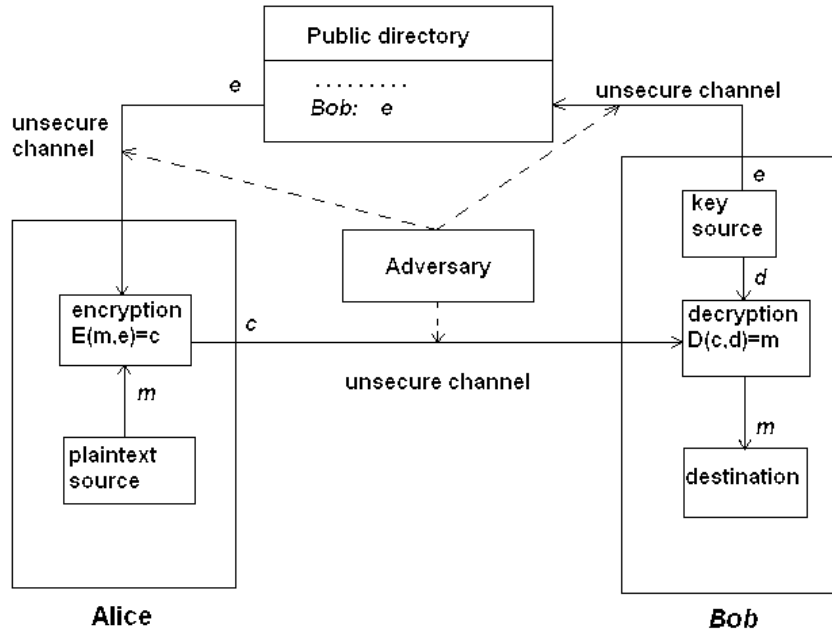 Public directory
. . . . . . . . .
Bob: e
e
unsecure channel
unsecure
channel
e
key
source
Adversary
d
encryption
E(m,e)=c
c
decryption
D(c,d)=m
unsecure channel
m
m
plaintext
source
destination
Alice
Bob